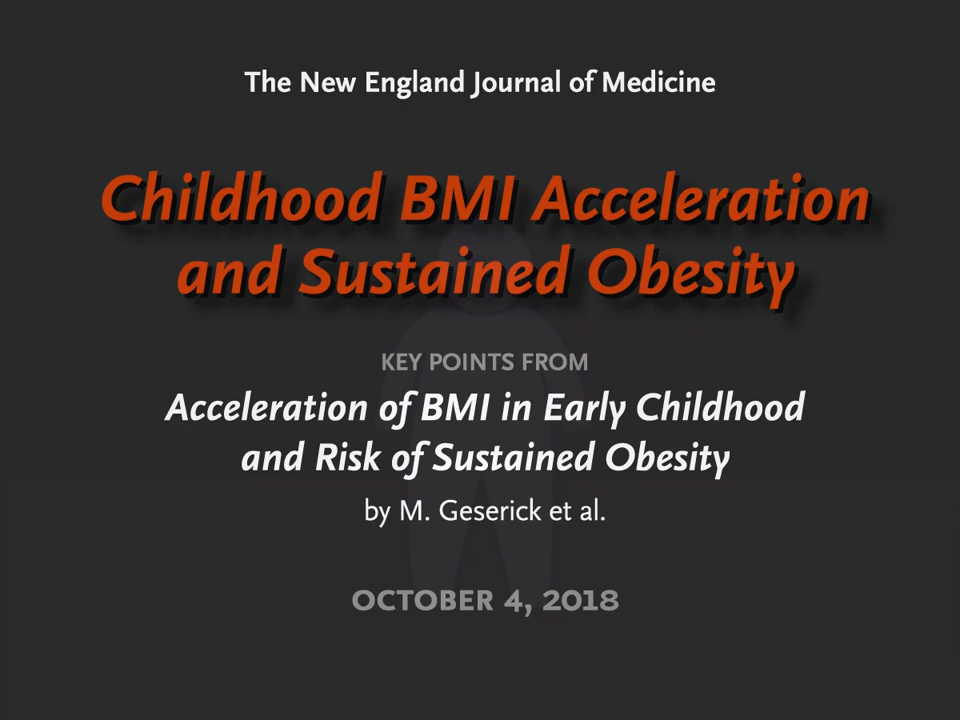 The New England Journal of Medicine
Childhood BMI Acceleration
and Sustained Obesity
KEY POINTS FROM
Acceleration of BMI in Early Childhood
and Risk of Sustained Obesity
by M. Geserick et al.
OCTOBER 4, 2018